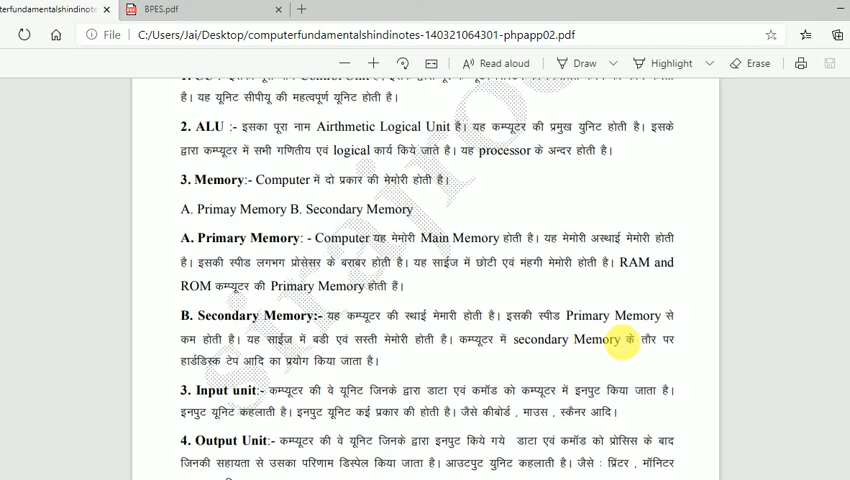 terfundamentalshindinotes
BPES.pdf
File
C:/Users/Jai/Desktop/computerfundamentalshindinotes-140321064301-phpapp02.pdf
Read aloud
Draw
Highlight
Erase
है। यह यूनिट सीपीयू की महत्वपूर्ण यूनिट होती है।
2. ALU :- इसका पूरा नाम Airthmetic Logical Unit है। यह कम्प्यूटर की प्रमुख युनिट होती है। इसके
द्वारा कम्प्यूटर में सभी गणितीय एवं logical कार्य किये जाते है। यह processor के अन्दर होती है।
3. Memory:- Computer में दो प्रकार की मेमोरी होती है।
A. Primay Memory B. Secondary Memory
A. Primary Memory: - Computer यह मेमोरी Main Memory होती है। यह मेमोरी अस्थाई मेमोरी होती
है। इसकी स्पीड लगभग प्रोसेसर के बराबर होती है। यह साईज में छोटी एवं मंहगी मेमोरी होती है। RAM and
ROM कम्प्यूटर की Primary Memory होती हैं।
B. Secondary Memory:- यह कम्प्यूटर की स्थाई मेमारी होती है। इसकी स्पीड Primary Memory से
कम होती है। यह साईज में बडी एवं सस्ती मेमोरी होती है। कम्प्यूटर में secondary Memory के तौर पर
हार्डडिस्क टेप आदि का प्रयोग किया जाता है।
3. Input unit:- कम्प्यूटर की वे यूनिट जिनके द्वारा डाटा एवं कमॉड को कम्प्यूटर में इनपुट किया जाता है।
इनपुट यूनिट कहलाती है। इनपुट यूनिट कई प्रकार की होती है। जैसे कीबोर्ड , माउस , स्कैनर आदि।
4. Output Unit:- कम्प्यूटर की वे यूनिट जिनके द्वारा इनपुट किये गये डाटा एवं कमॉड को प्रोसिस के बाद
जिनकी सहायता से उसका परिणाम डिस्पेल किया जाता है। आउटपुट युनिट कहलाती है। जैसे : प्रिंटर , मॉनिटर